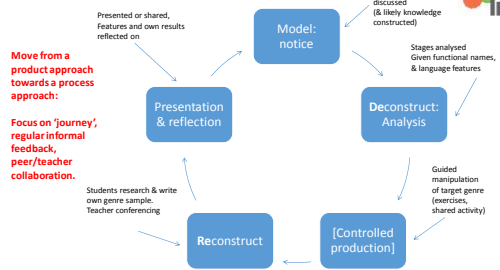 discussed
(& likely knowledge
constructed)
Model:
notice
Presented or shared,
Features and own results
reflected on
Stages analysed
Given functional names,
& language features
Move from a
product approach
towards a process
approach:
Focus on ‘journey’,
regular informal
feedback,
peer/teacher
collaboration.
Presentation
& reflection
Deconstruct:
Analysis
Guided
manipulation
of target genre
(exercises,
shared activity)
Students research & write
own genre sample.
Teacher conferencing
Reconstruct
[Controlled
production]